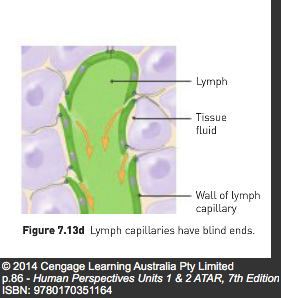 Lymph
Tissue
fluid
Wall of lymph
capillary
Figure 7.13d Lymph capillaries have blind ends.
© 2014 Cengage Learning Australia Pty Limited
p.86 - Human Perspectives Units 1 & 2 ATAR, 7th Edition
ISBN: 9780170351164